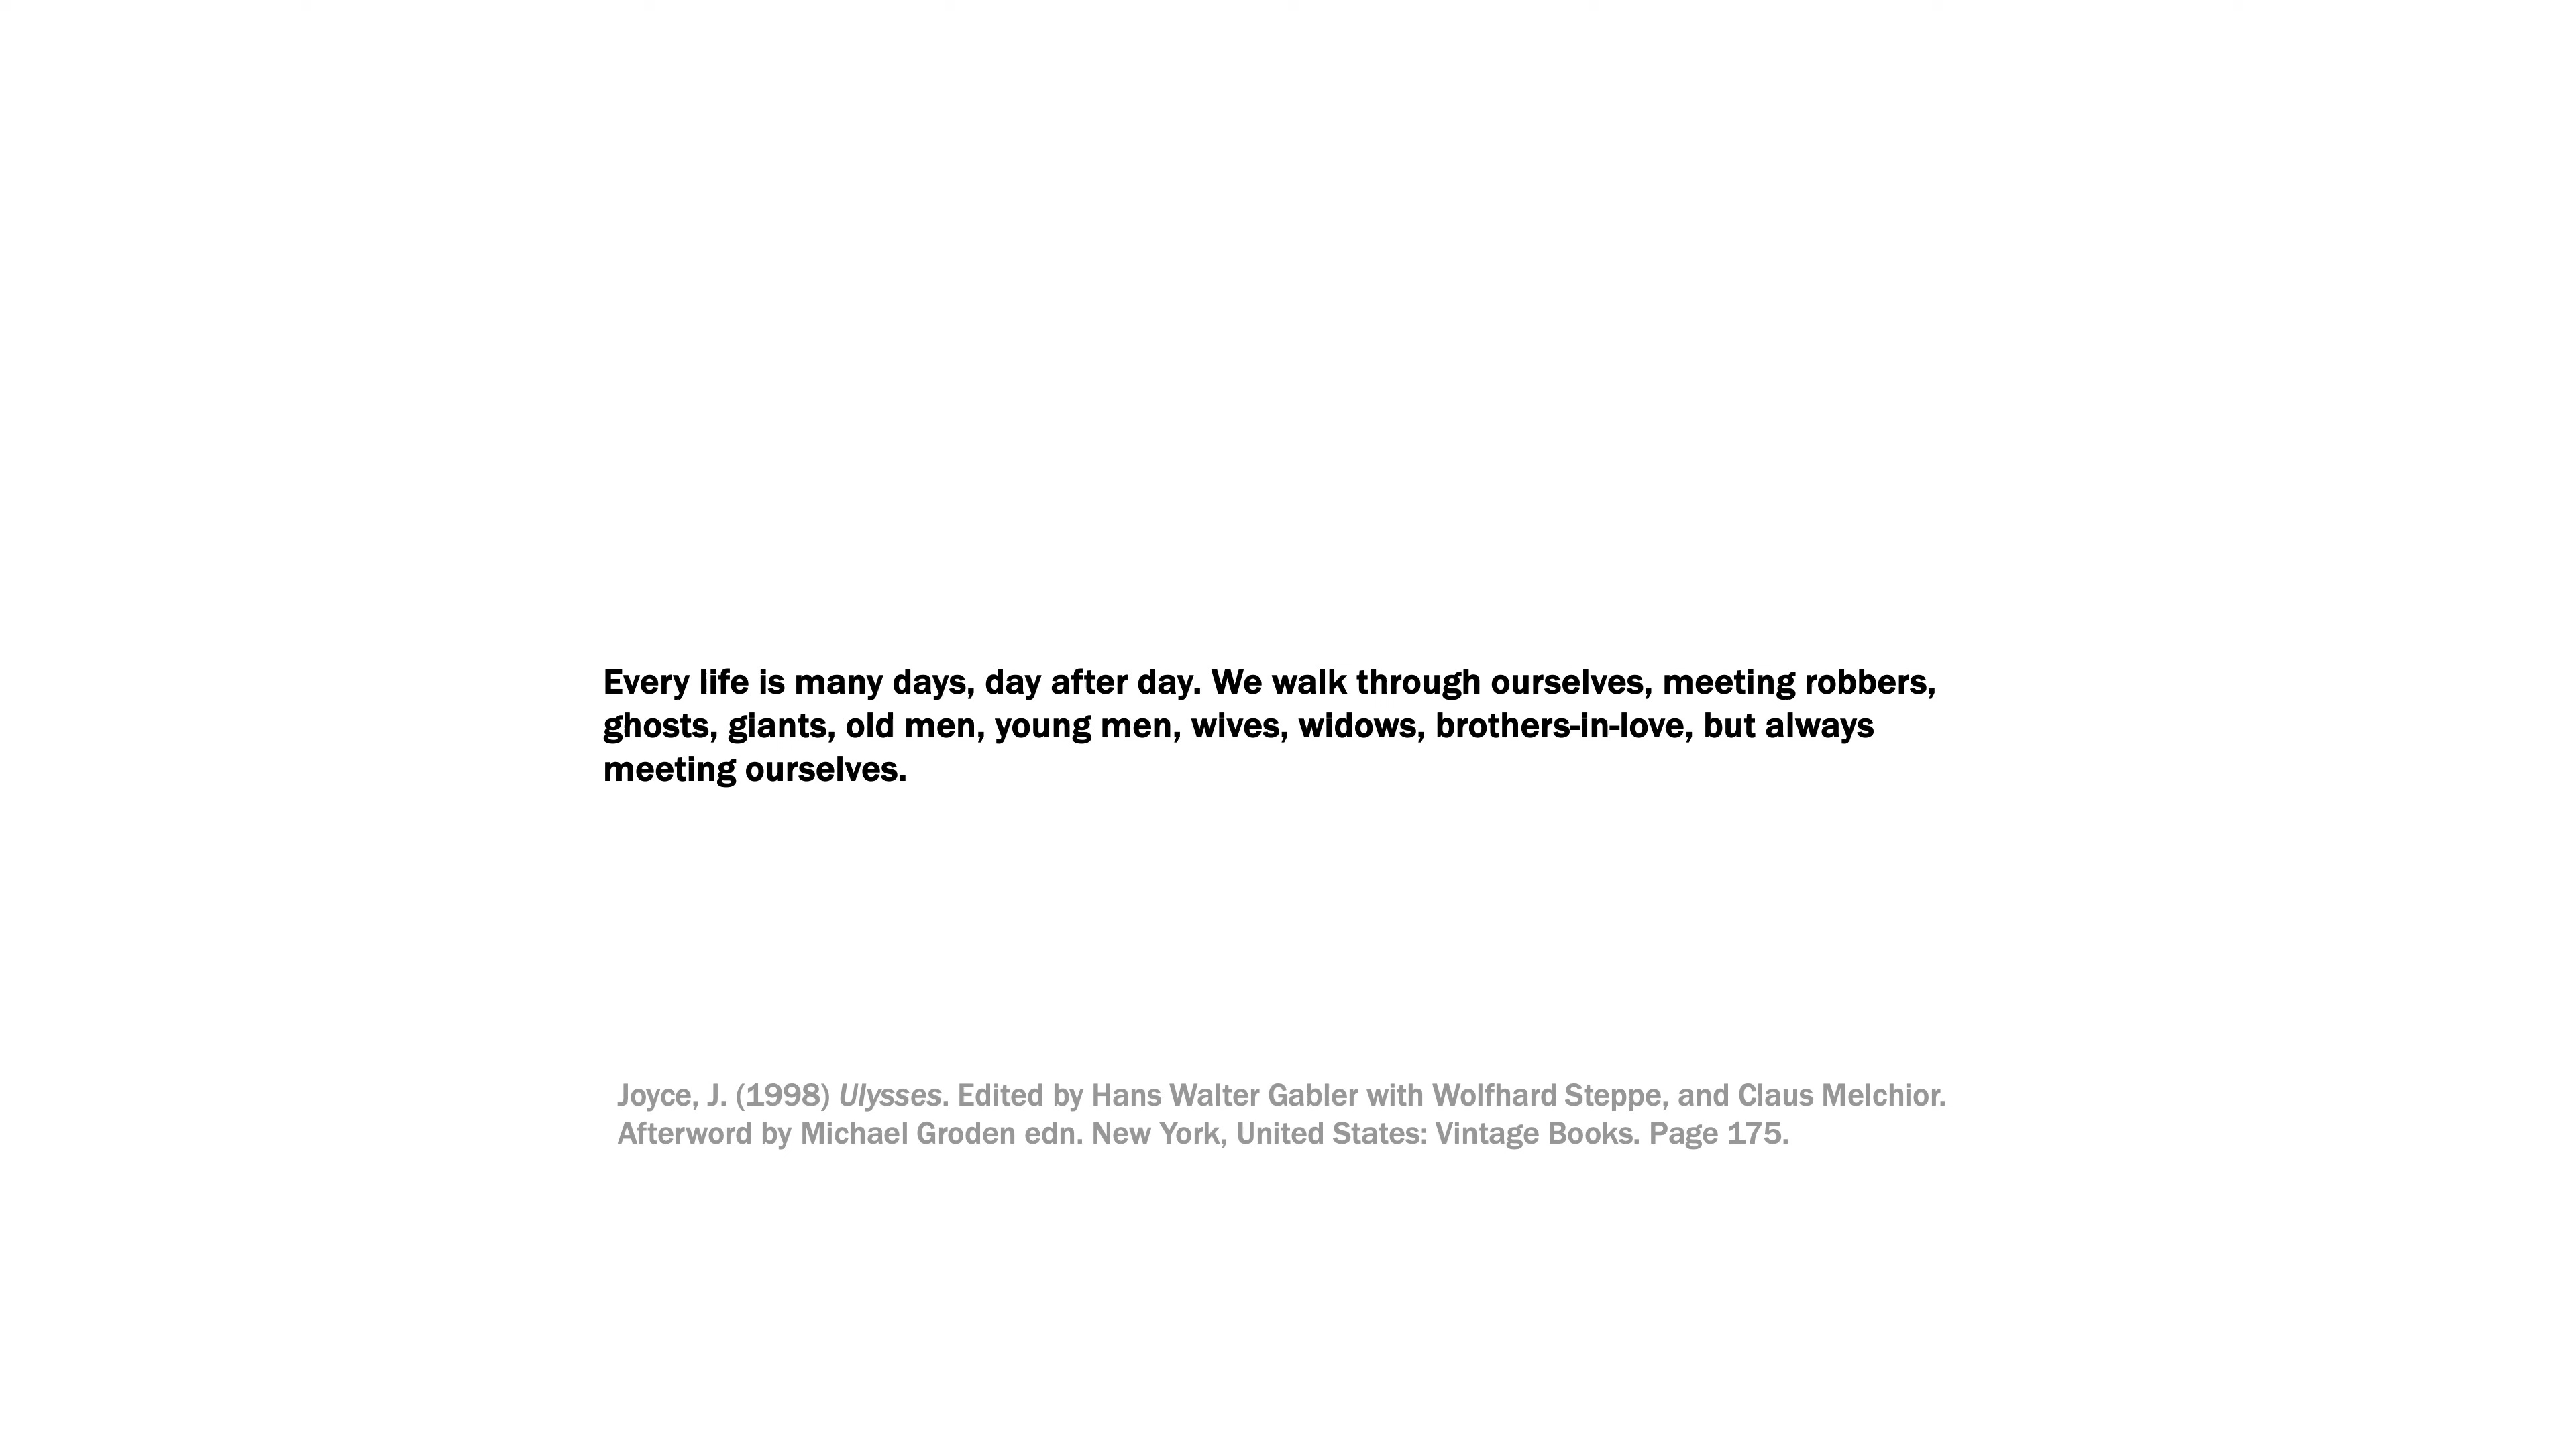 Every life is many days, day after day. We walk through ourselves, meeting robbers,
ghosts, giants, old men, young men, wives, widows, brothers-in-love, but always
meeting ourselves.
Joyce, J. (1998) Ulysses. Edited by Hans Walter Gabler with Wolfhard Steppe, and Claus Melchior.
Afterword by Michael Groden edn. New York, United States: Vintage Books. Page 175.